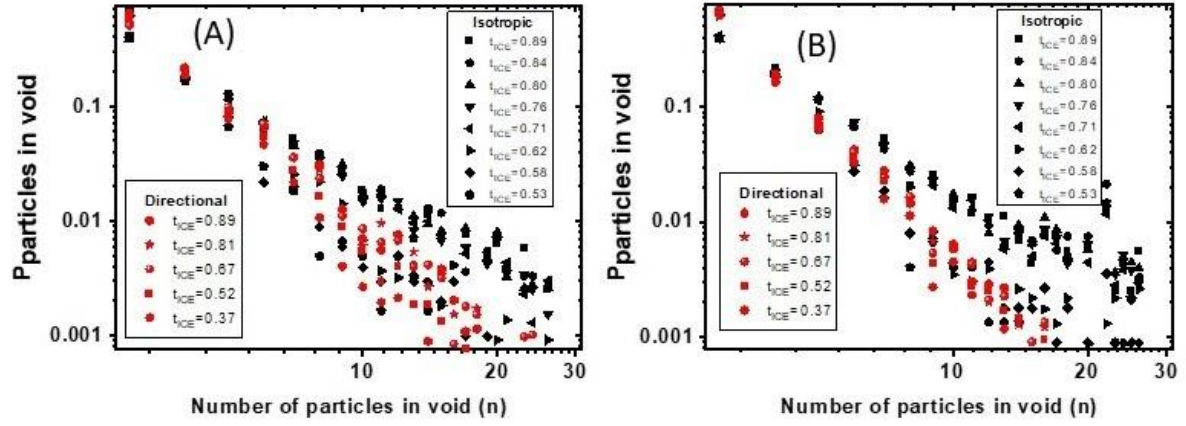 (A)
Isotropic
tICE=0.89
tICE=0.84
tICE=0.80
tICE=0.76
tICE=0.71
tICE=0.62
tICE=0.58
tICE=0.53
Directional
tICE=0.89
tICE=0.81
tICE=0.67
tICE=0.52
tICE=0.37
Pparticles in void
0.1
0.01
0.001
10
20
30
Number of particles in void (n)
(B)
Isotropic
tICE=0.89
tICE=0.84
tICE=0.80
tICE=0.76
tICE=0.71
tICE=0.62
tICE=0.58
tICE=0.53
Directional
tICE=0.89
tICE=0.81
tICE=0.67
tICE=0.52
tICE=0.37
Pparticles in void
0.1
0.01
0.001
10
20
30
Number of particles in void (n)